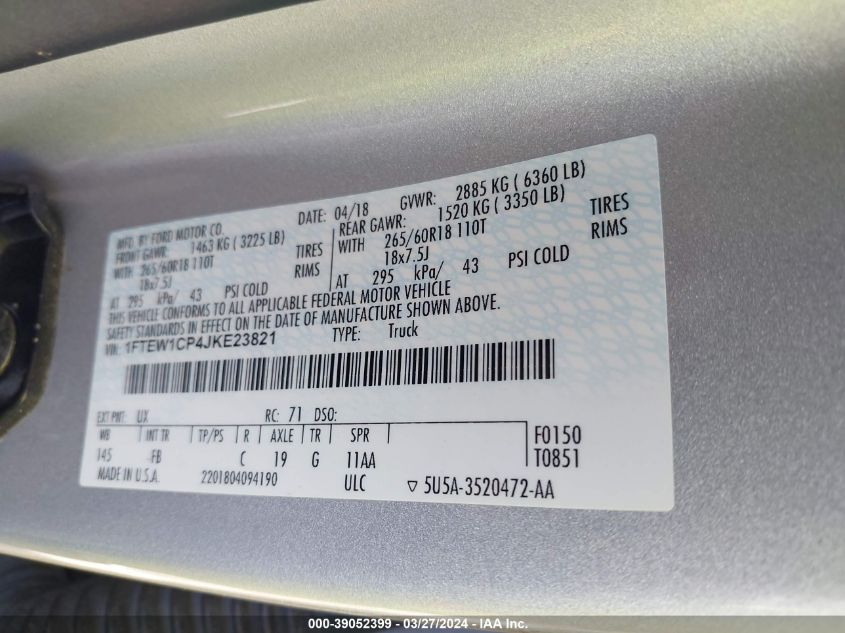 MFD. BY FORD MOTOR CO.
DATE: 04/18 GVWR: 2885 KG ( 6360 LB)
FRONT GAWR: 1463 KG ( 3225 LB)
WITH 265/60R18 110T TIRES
18x7.5J RIMS
AT 295 kPa/ 43 PSI COLD
REAR GAWR: 1520 KG ( 3350 LB)
WITH 265/60R18 110T TIRES
18x7.5J RIMS
AT 295 kPa/ 43 PSI COLD
THIS VEHICLE CONFORMS TO ALL APPLICABLE FEDERAL MOTOR VEHICLE
SAFETY STANDARDS IN EFFECT ON THE DATE OF MANUFACTURE SHOWN ABOVE.
VIN: 1FTEW1CP4JKE23821 TYPE: Truck
EXT PNT: UX RC: 71 DSO:
WB INT TR TP/PS R AXLE TR SPR F0150
145 FB C 19 G 11AA T0851
MADE IN U.S.A. 2201804094190 ULC ▽ 5U5A-3520472-AA
000-39052399 - 03/27/2024 - IAA Inc.